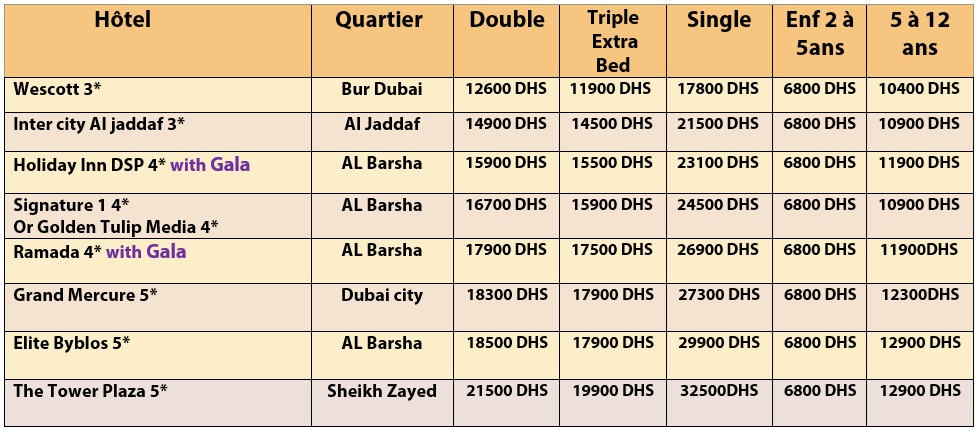 Hôtel Quartier Double Triple Extra Bed Single Enf 2 à 5ans 5 à 12 ans
Wescott 3* Bur Dubai 12600 DHS 11900 DHS 17800 DHS 6800 DHS 10400 DHS
Inter city Al jaddaf 3* Al Jaddaf 14900 DHS 14500 DHS 21500 DHS 6800 DHS 10900 DHS
Holiday Inn DSP 4* with Gala AL Barsha 15900 DHS 15500 DHS 23100 DHS 6800 DHS 11900 DHS
Signature 1 4* AL Barsha 16700 DHS 15900 DHS 24500 DHS 6800 DHS 10900 DHS
Or Golden Tulip Media 4*
Ramada 4* with Gala AL Barsha 17900 DHS 17500 DHS 26900 DHS 6800 DHS 11900DHS
Grand Mercure 5* Dubai city 18300 DHS 17900 DHS 27300 DHS 6800 DHS 12300DHS
Elite Byblos 5* AL Barsha 18500 DHS 17900 DHS 29900 DHS 6800 DHS 12900 DHS
The Tower Plaza 5* Sheikh Zayed 21500 DHS 19900 DHS 32500DHS 6800 DHS 12900 DHS